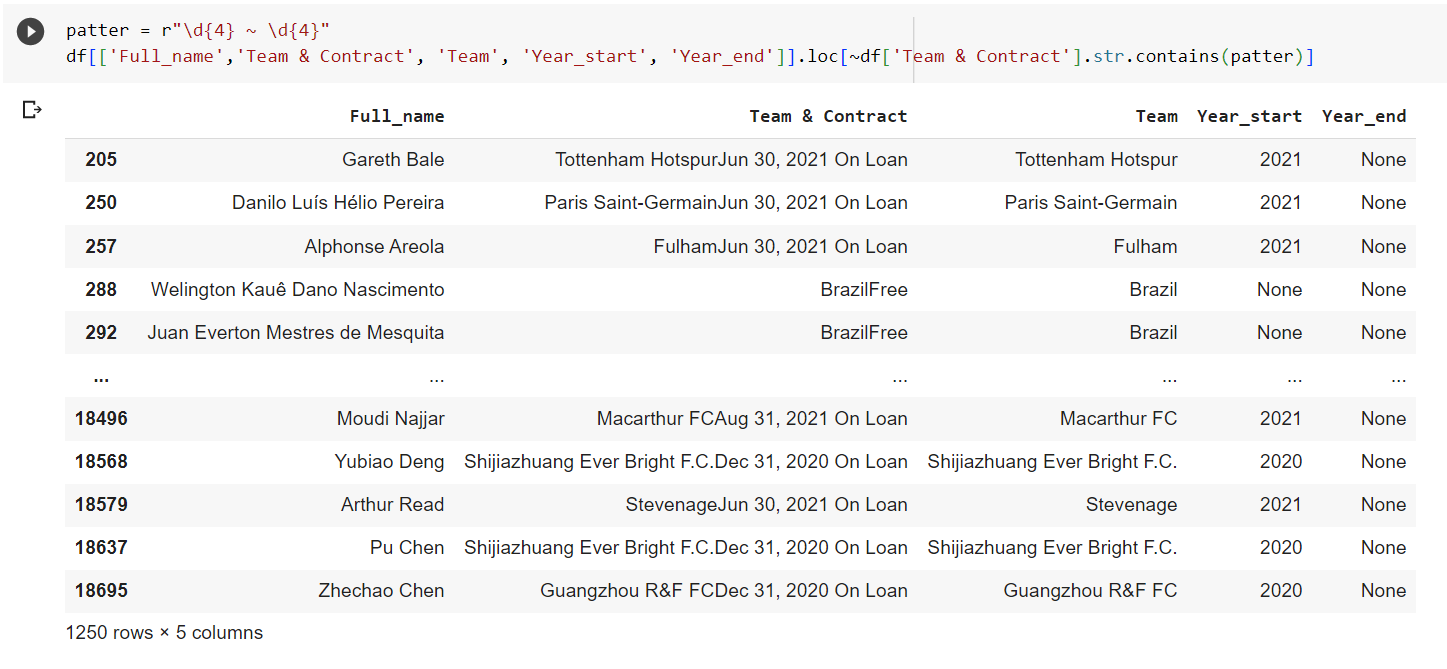 patter = r"\d{4} ~ \d{4}"
df[['Full_name','Team & Contract', 'Team', 'Year_start', 'Year_end']].loc[~df['Team & Contract'].str.contains(patter)]
Full_name Team & Contract Team Year_start Year_end
205 Gareth Bale Tottenham HotspurJun 30, 2021 On Loan Tottenham Hotspur 2021 None
250 Danilo Luís Hélio Pereira Paris Saint-GermainJun 30, 2021 On Loan Paris Saint-Germain 2021 None
257 Alphonse Areola FulhamJun 30, 2021 On Loan Fulham 2021 None
288 Welington Kauê Dano Nascimento BrazilFree Brazil None None
292 Juan Everton Mestres de Mesquita BrazilFree Brazil None None
... ... ... ... ... ...
18496 Moudi Najjar Macarthur FCAug 31, 2021 On Loan Macarthur FC 2021 None
18568 Yubiao Deng Shijiazhuang Ever Bright F.C.Dec 31, 2020 On Loan Shijiazhuang Ever Bright F.C. 2020 None
18579 Arthur Read StevenageJun 30, 2021 On Loan Stevenage 2021 None
18637 Pu Chen Shijiazhuang Ever Bright F.C.Dec 31, 2020 On Loan Shijiazhuang Ever Bright F.C. 2020 None
18695 Zhechao Chen Guangzhou R&F FCDec 31, 2020 On Loan Guangzhou R&F FC 2020 None
1250 rows × 5 columns